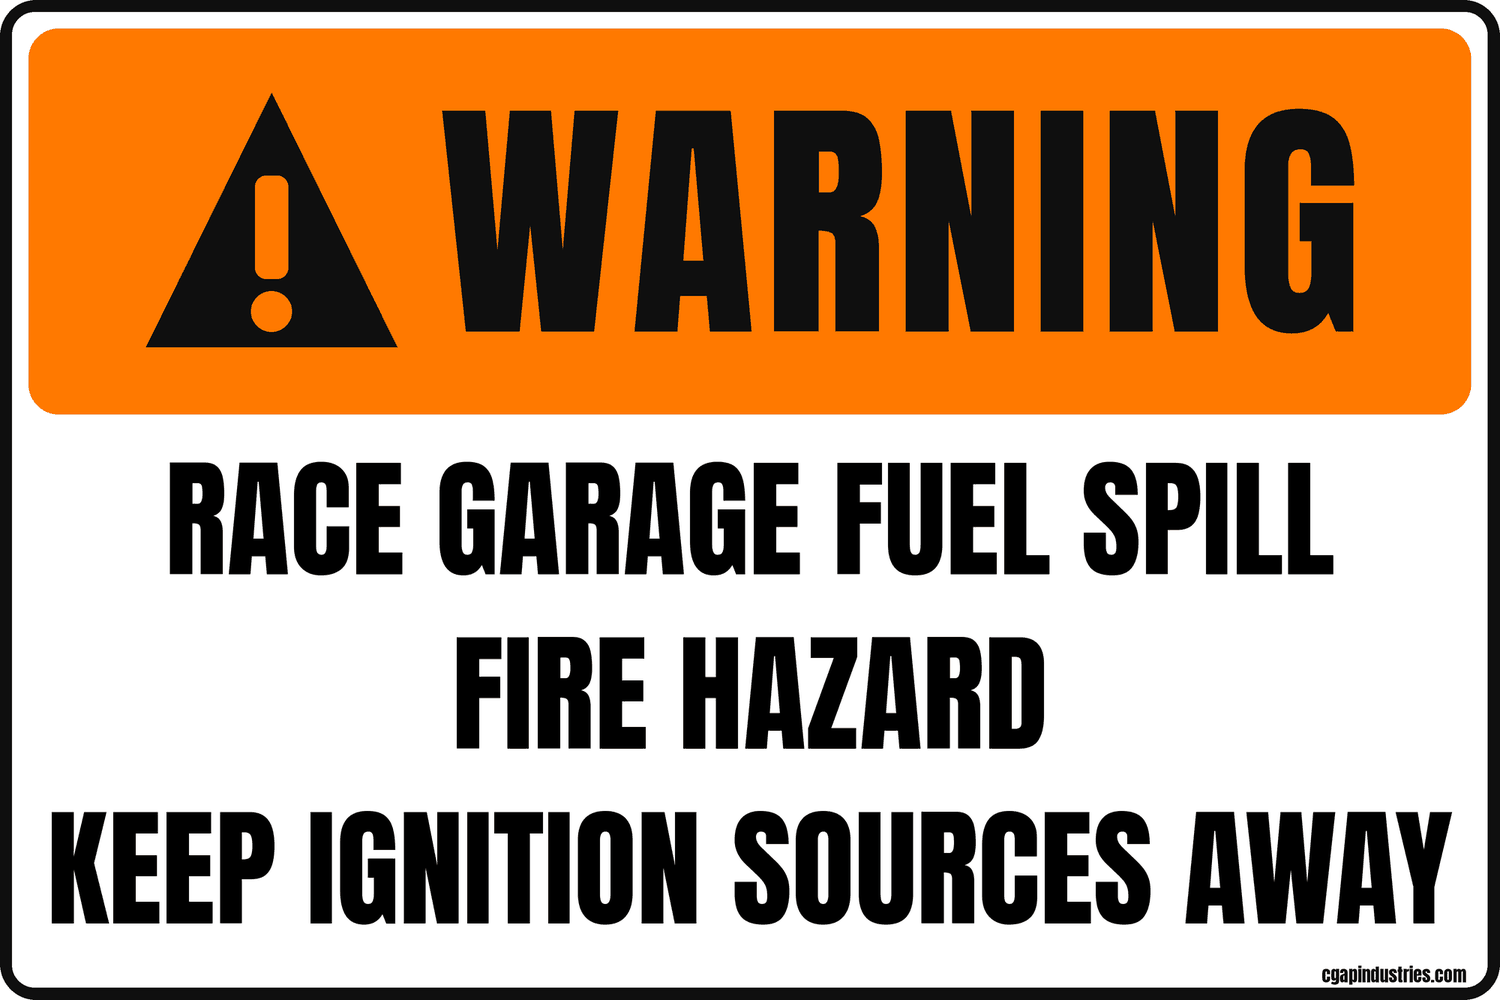 WARNING
RACE GARAGE FUEL SPILL
FIRE HAZARD
KEEP IGNITION SOURCES AWAY
cgapindustries.com